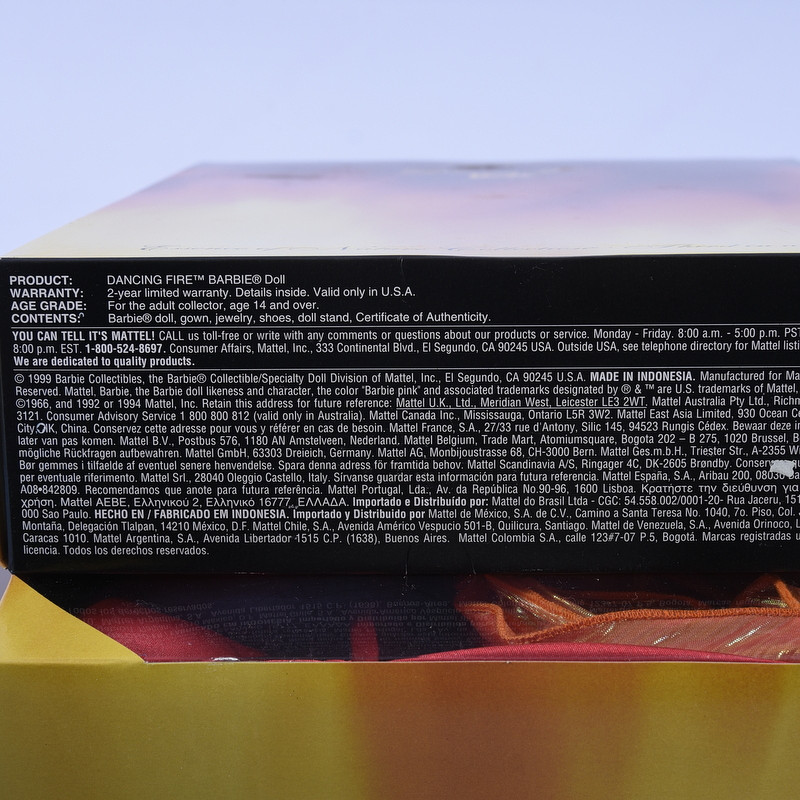 PRODUCT: DANCING FIRE™ BARBIE® Doll
WARRANTY: 2-year limited warranty. Details inside. Valid only in U.S.A.
AGE GRADE: For the adult collector, age 14 and over.
CONTENTS: Barbie® doll, gown, jewelry, shoes, doll stand, Certificate of Authenticity.
YOU CAN TELL IT'S MATTEL! CALL us toll-free or write with any comments or questions about our products or service. Monday - Friday. 8:00 a.m. - 5:00 p.m. PST
8:00 p.m. EST. 1-800-524-8697. Consumer Affairs, Mattel, Inc., 333 Continental Blvd., El Segundo, CA 90245 USA. Outside USA, see telephone directory for Mattel
We are dedicated to quality products.
© 1999 Barbie Collectibles, the Barbie® Collectible/Specialty Doll Division of Mattel, Inc., El Segundo, CA 90245 U.S.A. MADE IN INDONESIA. Manufactured for
Reserved. Mattel, Barbie, the Barbie doll likeness and character, the color "Barbie pink" and associated trademarks designated by ® & ™ are U.S. trademarks of Mattel,
©1966, and 1992 or 1994 Mattel, Inc. Retain this address for future reference: Mattel U.K., Ltd., Meridian West, Leicester LE3 2WT. Mattel Australia Pty Ltd.,
3121. Consumer Advisory Service 1 800 800 812 (valid only in Australia). Mattel Canada Inc., Mississauga, Ontario L5R 3W2. Mattel East Asia Limited, 930 Ocean
China. Conservez cette adresse pour vous y référer en cas de besoin. Mattel France, S.A., 27/33 rue d'Antony, Silic 145, 94523 Rungis Cédex. Bewaar deze
later van pas komen. Mattel B.V., Postbus 576, 1180 AN Amstelveen, Nederland. Mattel Belgium, Trade Mart, Atomiumsquare, Bogota 202 – B 275, 1020 Brussel,
mögliche Rückfragen aufbewahren. Mattel GmbH, 63303 Dreieich, Germany. Mattel AG, Monbijoustrasse 68, CH-3000 Bern. Mattel Ges.m.b.H., Triester Str., A-2355
Bør gemmes i tilfælde af eventuel senere henvendelse. Spara denna adress för framtida behov. Mattel Scandinavia A/S, Ringager 4C, DK-2605 Brøndby.
per eventuale riferimento. Mattel Srl., 28040 Oleggio Castello, Italy. Sírvanse guardar esta información para futura referencia. Mattel España, S.A., Aribau 200,
A08•842809. Recomendamos que anote para futura referência. Mattel Portugal, Lda., Av. da República No.90-96, 1600 Lisboa. Κρατήστε την διεύθυνση για
χρήση. Mattel AEBE, Ελληνικού 2, Ελληνικό 16777, ΕΛΛΑΔΑ. Importado e Distribuido por: Mattel do Brasil Ltda - CGC: 54.558.002/0001-20- Rua Jaceru,
000 Sao Paulo. HECHO EN / FABRICADO EM INDONESIA. Importado y Distribuido por Mattel de México, S.A. de C.V., Camino a Santa Teresa No. 1040, 7o. Piso, Col.
Montaña, Delegación Tlalpan, 14210 México, D.F. Mattel Chile, S.A., Avenida Américo Vespucio 501-B, Quilicura, Santiago. Mattel de Venezuela, S.A., Avenida Orinoco,
Caracas 1010. Mattel Argentina, S.A., Avenida Libertador 1515 C.P. (1638), Buenos Aires. Mattel Colombia S.A., calle 123#7-07 P.5, Bogotá. Marcas registradas
licencia. Todos los derechos reservados.